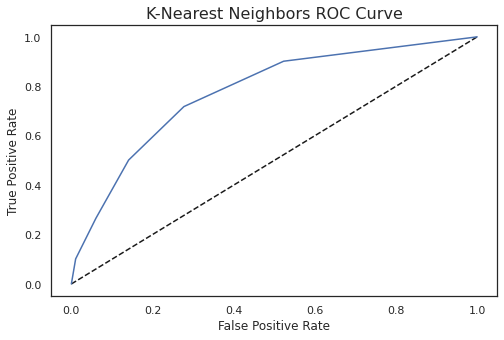 K-Nearest Neighbors ROC Curve
1.0
0.8
0.6
0.4
0.2
0.0
True Positive Rate
0.0 0.2 0.4 0.6 0.8 1.0
False Positive Rate